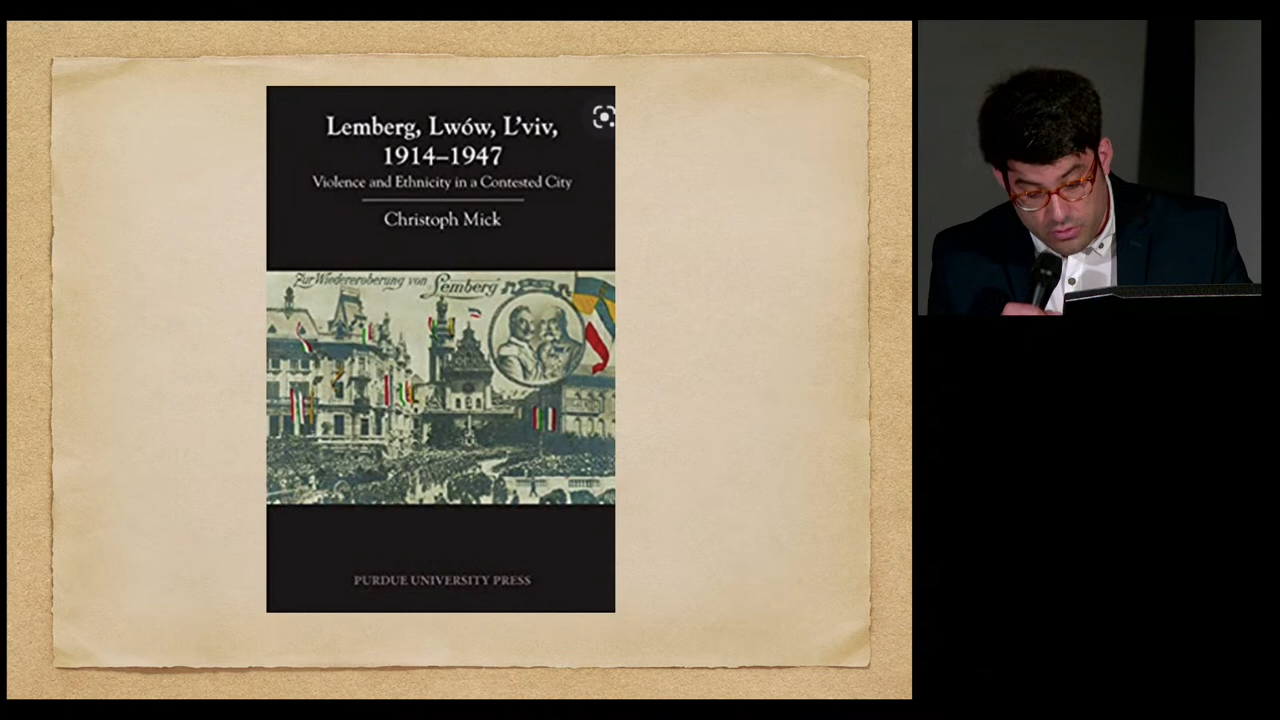 Lemberg, Lwów, L'viv,
1914–1947
Violence and Ethnicity in a Contested City
Christoph Mick
Zur Wiedereroberung von Lemberg
PURDUE UNIVERSITY PRESS